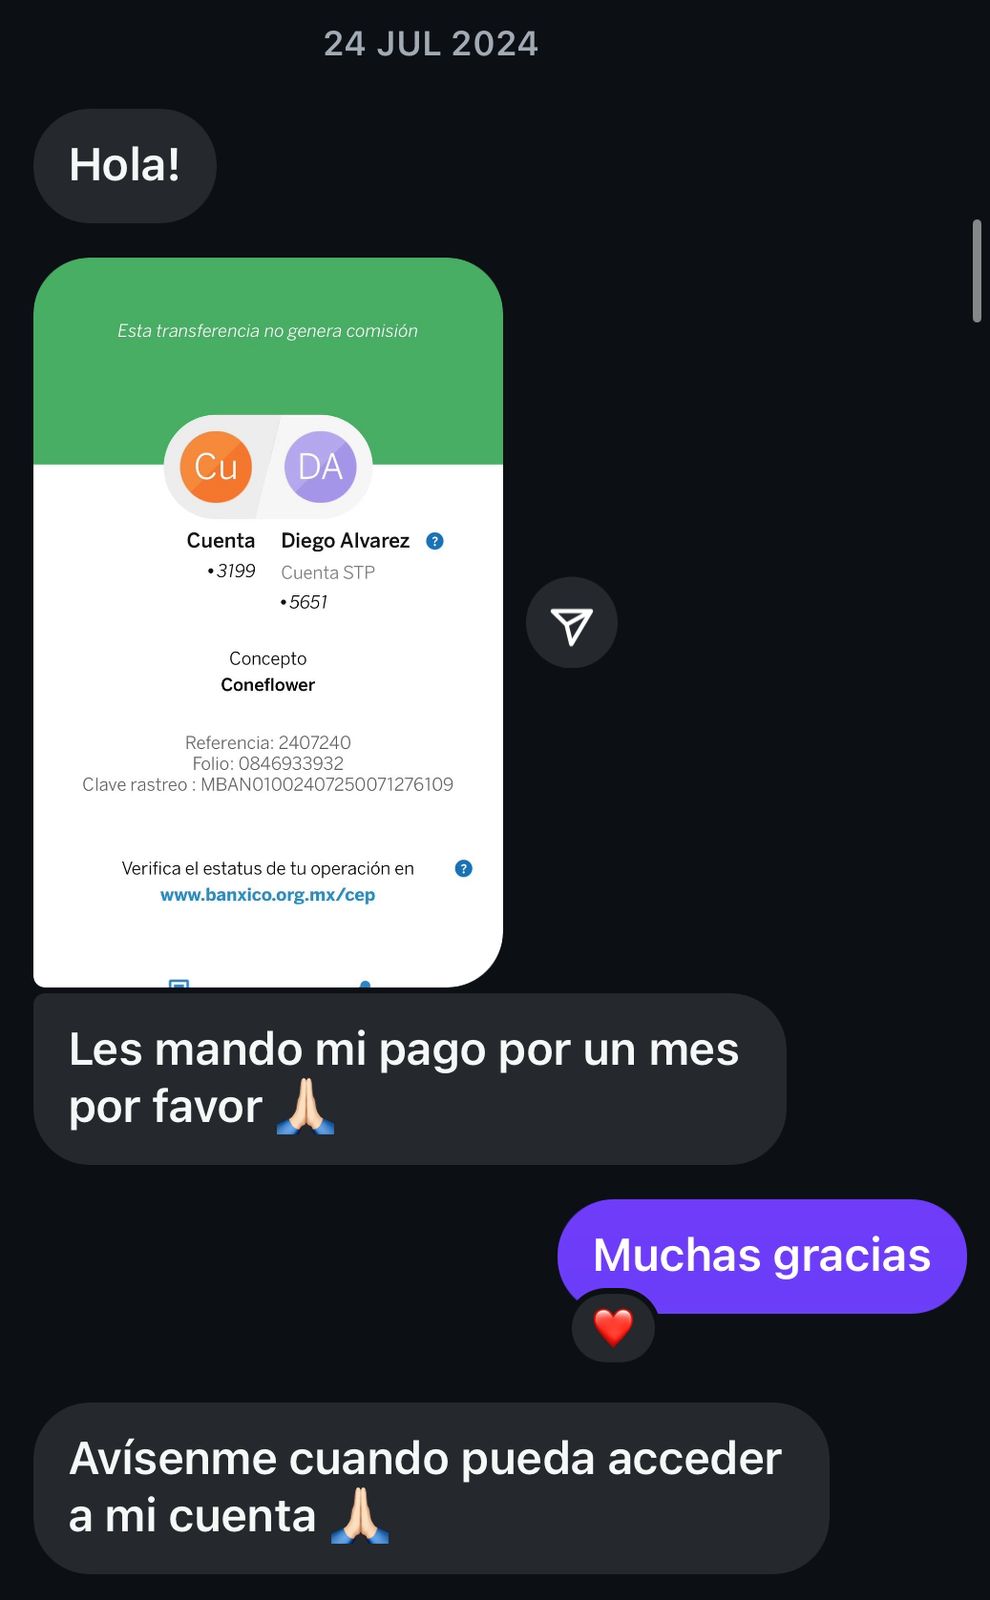 24 JUL 2024
Hola!
Esta transferencia no genera comisión
Cu DA
Cuenta Diego Alvarez ?
•3199 Cuenta STP
•5651
Concepto
Coneflower
Referencia: 2407240
Folio: 0846933932
Clave rastreo : MBAN01002407250071276109
Verifica el estatus de tu operación en ?
www.banxico.org.mx/cep
Les mando mi pago por un mes
por favor 🙏🏻
Muchas gracias
❤️
Avísenme cuando pueda acceder
a mi cuenta 🙏🏻